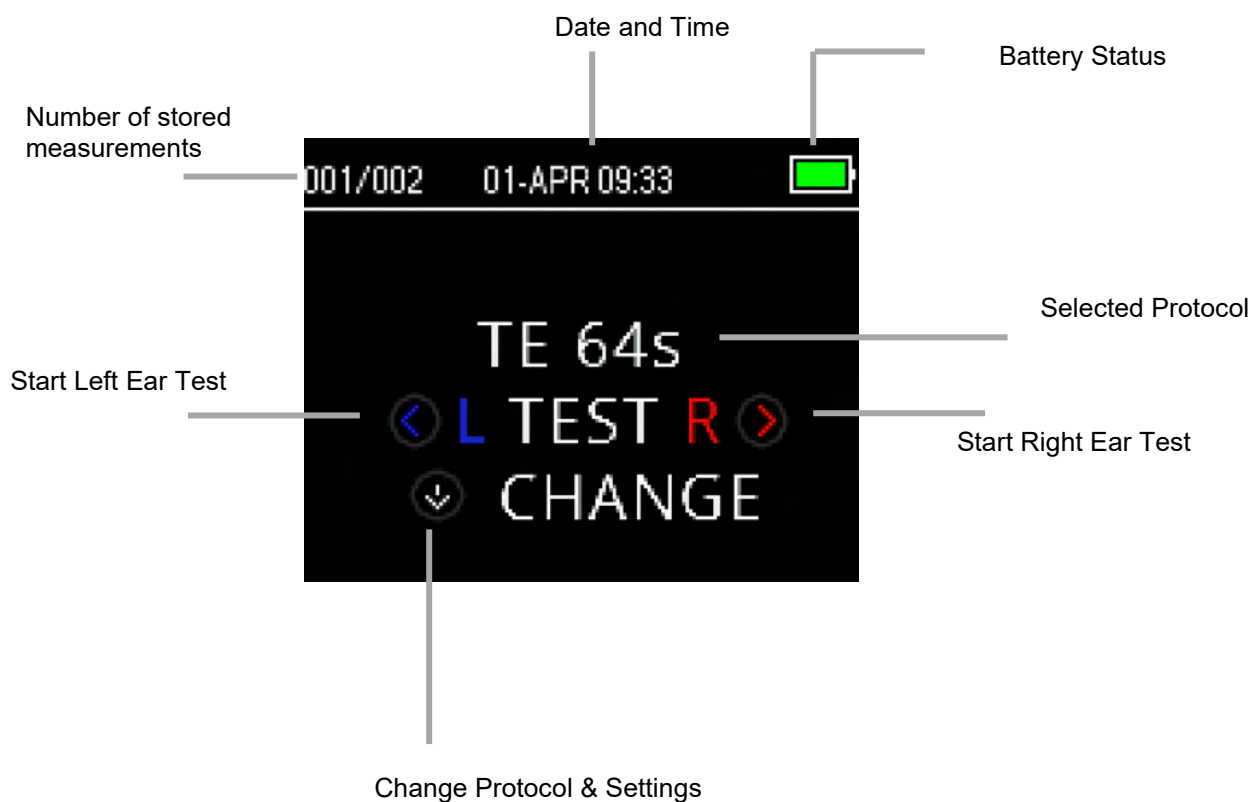 Date and Time
Battery Status
Number of stored
measurements
001/002 01-APR 09:33
Selected Protocol
TE 64s
Start Left Ear Test
L TEST R
Start Right Ear Test
CHANGE
Change Protocol & Settings